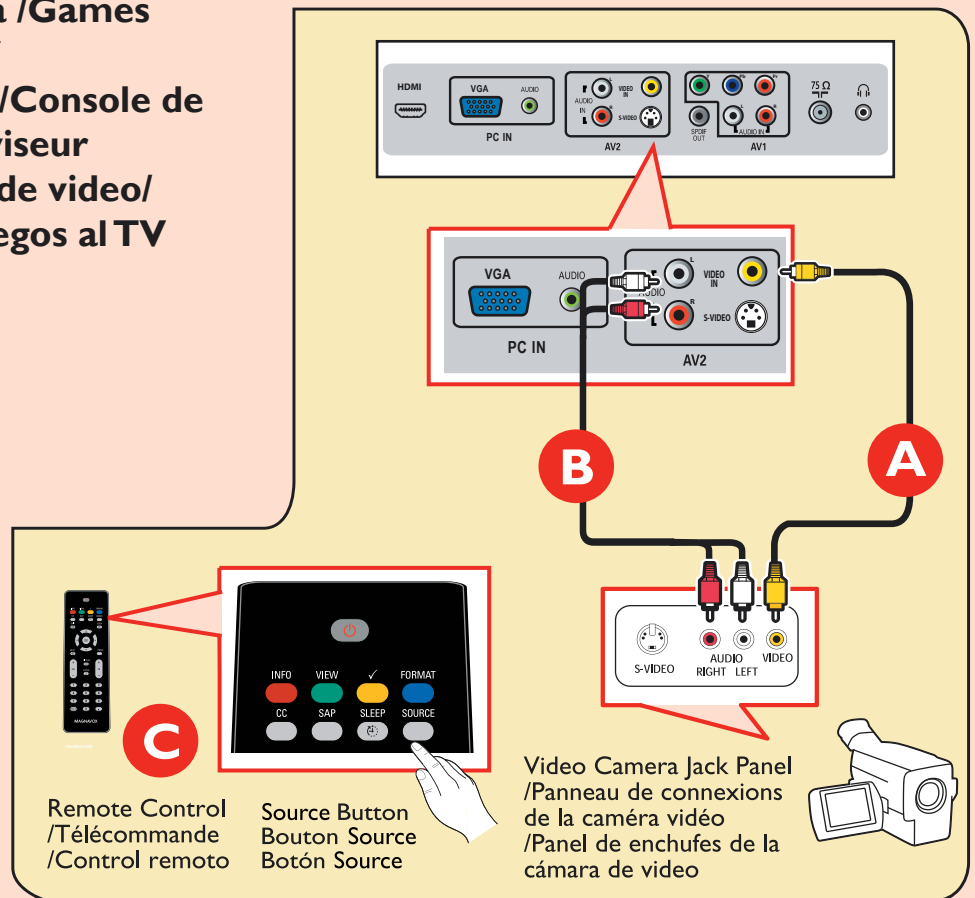 /Games
/Console de
viseur
de video/
egos al TV
HDMI
VGA
AUDIO
PC IN
L
AUDIO
IN
R
VIDEO
IN
S-VIDEO
AV2
Y
Pb
Pr
SPDIF
OUT
L
R
AUDIO IN
AV1
75 Ω
VGA
AUDIO
PC IN
L
AUDIO
R
VIDEO
IN
S-VIDEO
AV2
B
A
S-VIDEO
AUDIO
RIGHT LEFT
VIDEO
INFO VIEW ✓ FORMAT
CC SAP SLEEP SOURCE
MAGNAVOX
C
Remote Control
/Télécommande
/Control remoto
Source Button
Bouton Source
Botón Source
Video Camera Jack Panel
/Panneau de connexions
de la caméra vidéo
/Panel de enchufes de la
cámara de video